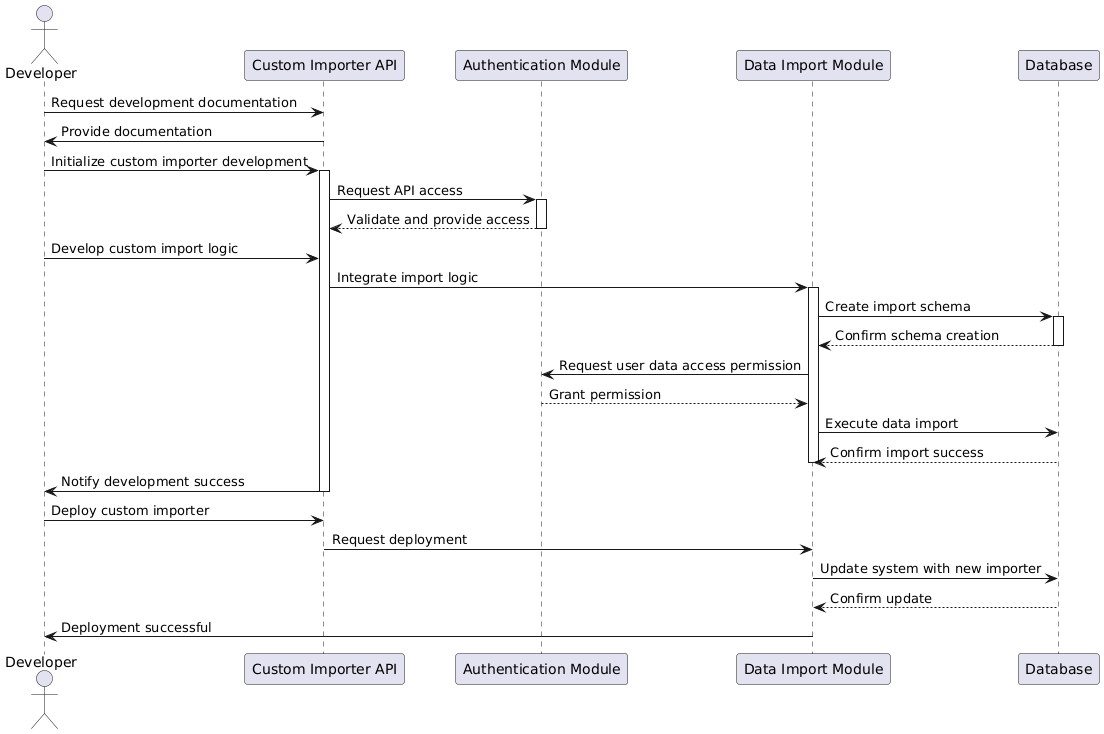 Developer
Custom Importer API
Authentication Module
Data Import Module
Database
Request development documentation
Provide documentation
Initialize custom importer development
Request API access
Validate and provide access
Develop custom import logic
Integrate import logic
Create import schema
Confirm schema creation
Request user data access permission
Grant permission
Execute data import
Confirm import success
Notify development success
Deploy custom importer
Request deployment
Update system with new importer
Confirm update
Deployment successful
Developer
Custom Importer API
Authentication Module
Data Import Module
Database